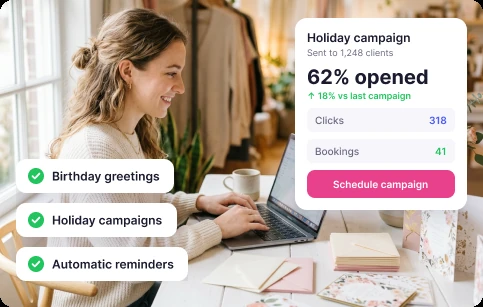 Holiday campaign
Sent to 1,248 clients
62% opened
↑ 18% vs last campaign
Clicks 318
Bookings 41
Schedule campaign
Birthday greetings
Holiday campaigns
Automatic reminders